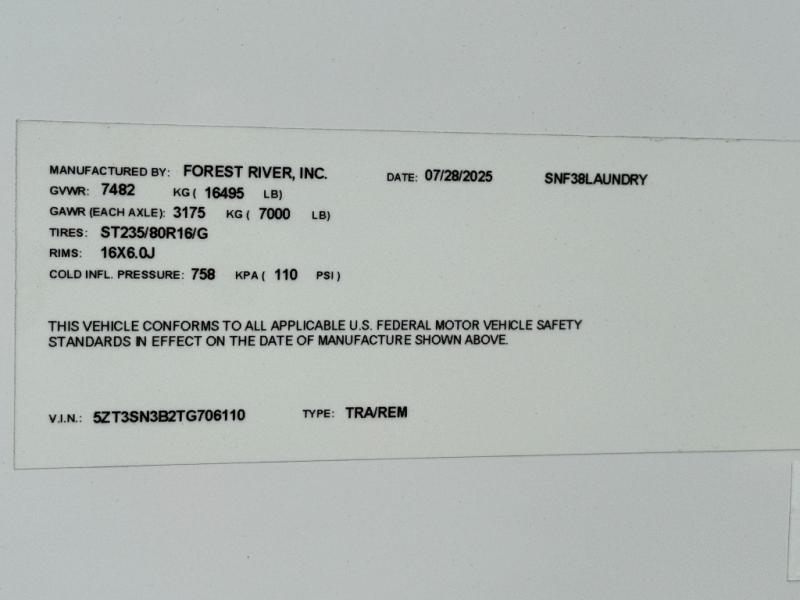 MANUFACTURED BY: FOREST RIVER, INC. DATE: 07/28/2025 SNF38LAUNDRY
GVWR: 7482 KG ( 16495 LB)
GAWR (EACH AXLE): 3175 KG ( 7000 LB)
TIRES: ST235/80R16/G
RIMS: 16X6.0J
COLD INFL. PRESSURE: 758 KPA ( 110 PSI )
THIS VEHICLE CONFORMS TO ALL APPLICABLE U.S. FEDERAL MOTOR VEHICLE SAFETY
STANDARDS IN EFFECT ON THE DATE OF MANUFACTURE SHOWN ABOVE.
V.I.N.: 5ZT3SN3B2TG706110 TYPE: TRA/REM